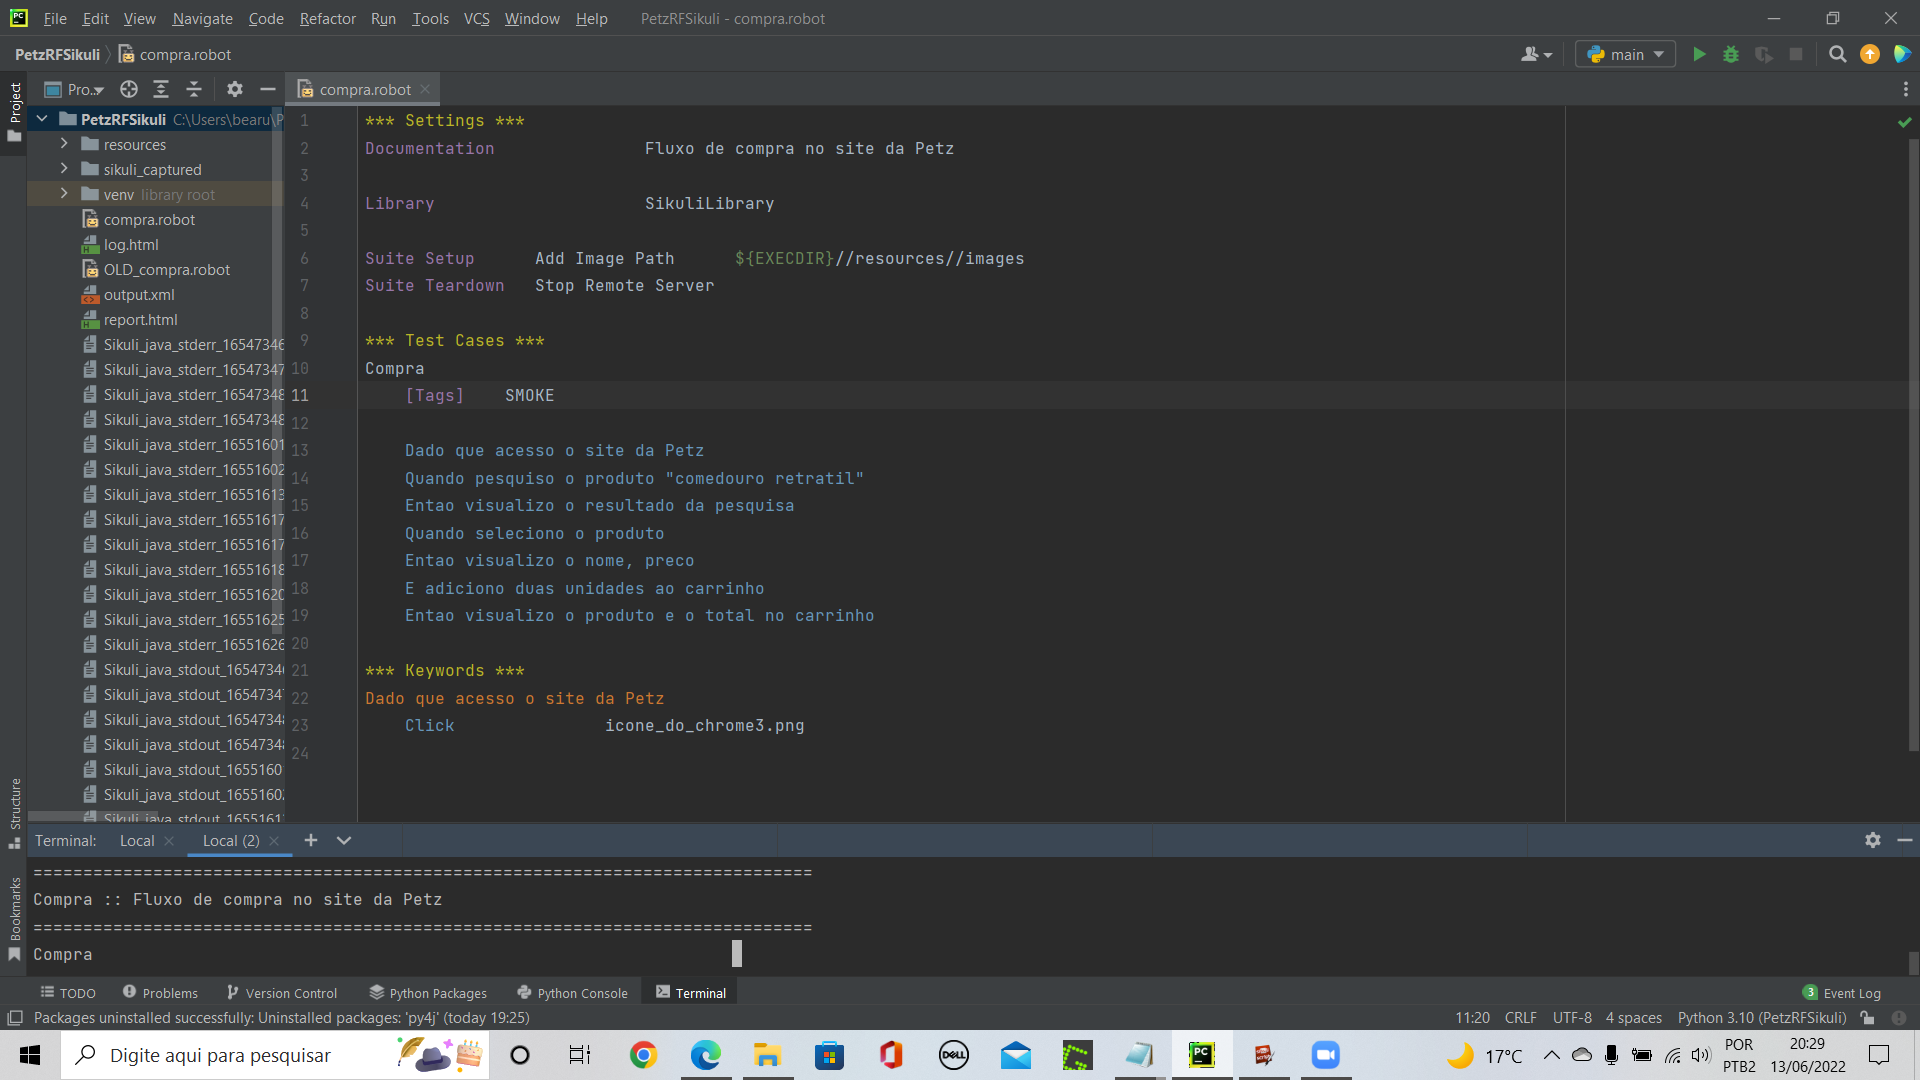 File Edit View Navigate Code Refactor Run Tools VCS Window Help PetzRFSikuli - compra.robot
PetzRFSikuli compra.robot
main
Project
Pro..
compra.robot
PetzRFSikuli C:\Users\bearu\P
resources
sikuli_captured
venv library root
compra.robot
log.html
OLD_compra.robot
output.xml
report.html
Sikuli_java_stderr_16547346
Sikuli_java_stderr_16547347
Sikuli_java_stderr_16547348
Sikuli_java_stderr_16547348
Sikuli_java_stderr_16551601
Sikuli_java_stderr_16551602
Sikuli_java_stderr_16551613
Sikuli_java_stderr_16551617
Sikuli_java_stderr_16551617
Sikuli_java_stderr_16551618
Sikuli_java_stderr_16551620
Sikuli_java_stderr_16551625
Sikuli_java_stderr_16551626
Sikuli_java_stdout_1654734
Sikuli_java_stdout_1654734
Sikuli_java_stdout_1654734
Sikuli_java_stdout_1654734
Sikuli_java_stdout_165516
Sikuli_java_stdout_165516
Sikuli_java_stdout_165516
1 *** Settings ***
2 Documentation Fluxo de compra no site da Petz
3
4 Library SikuliLibrary
5
6 Suite Setup Add Image Path ${EXECDIR}//resources//images
7 Suite Teardown Stop Remote Server
8
9 *** Test Cases ***
10 Compra
11 [Tags] SMOKE
12
13 Dado que acesso o site da Petz
14 Quando pesquiso o produto "comedouro retratil"
15 Entao visualizo o resultado da pesquisa
16 Quando seleciono o produto
17 Entao visualizo o nome, preco
18 E adiciono duas unidades ao carrinho
19 Entao visualizo o produto e o total no carrinho
20
21 *** Keywords ***
22 Dado que acesso o site da Petz
23 Click icone_do_chrome3.png
24
Structure
Bookmarks
Terminal: Local Local (2)
==============================================================================
Compra :: Fluxo de compra no site da Petz
==============================================================================
Compra
TODO Problems Version Control Python Packages Python Console Terminal 3 Event Log
Packages uninstalled successfully: Uninstalled packages: 'py4j' (today 19:25) 11:20 CRLF UTF-8 4 spaces Python 3.10 (PetzRFSikuli)
Digite aqui para pesquisar
DELL
PC
17°C
POR
PTB2
20:29
13/06/2022